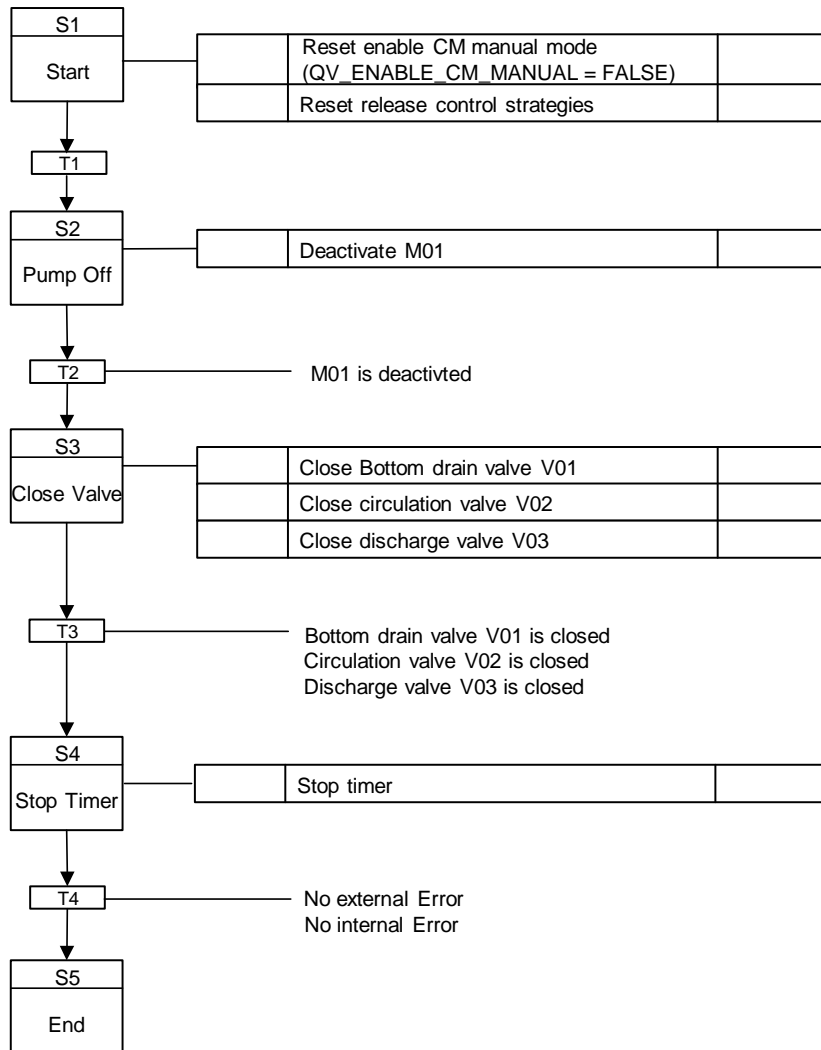 S1
Start
Reset enable CM manual mode
(QV_ENABLE_CM_MANUAL = FALSE)
Reset release control strategies
T1
S2
Pump Off
Deactivate M01
T2
M01 is deactivted
S3
Close Valve
Close Bottom drain valve V01
Close circulation valve V02
Close discharge valve V03
T3
Bottom drain valve V01 is closed
Circulation valve V02 is closed
Discharge valve V03 is closed
S4
Stop Timer
Stop timer
T4
No external Error
No internal Error
S5
End